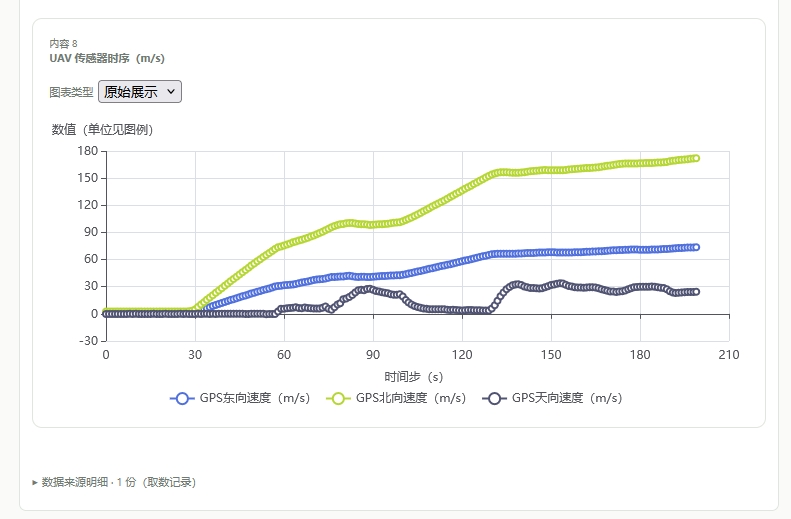 内容 8
UAV 传感器时序（m/s）
图表类型 原始展示
数值（单位见图例）
180
150
120
90
60
30
0
-30
0 30 60 90 120 150 180 210
时间步（s）
GPS东向速度（m/s） GPS北向速度（m/s） GPS天向速度（m/s）
▸ 数据来源明细 · 1 份（取数记录）